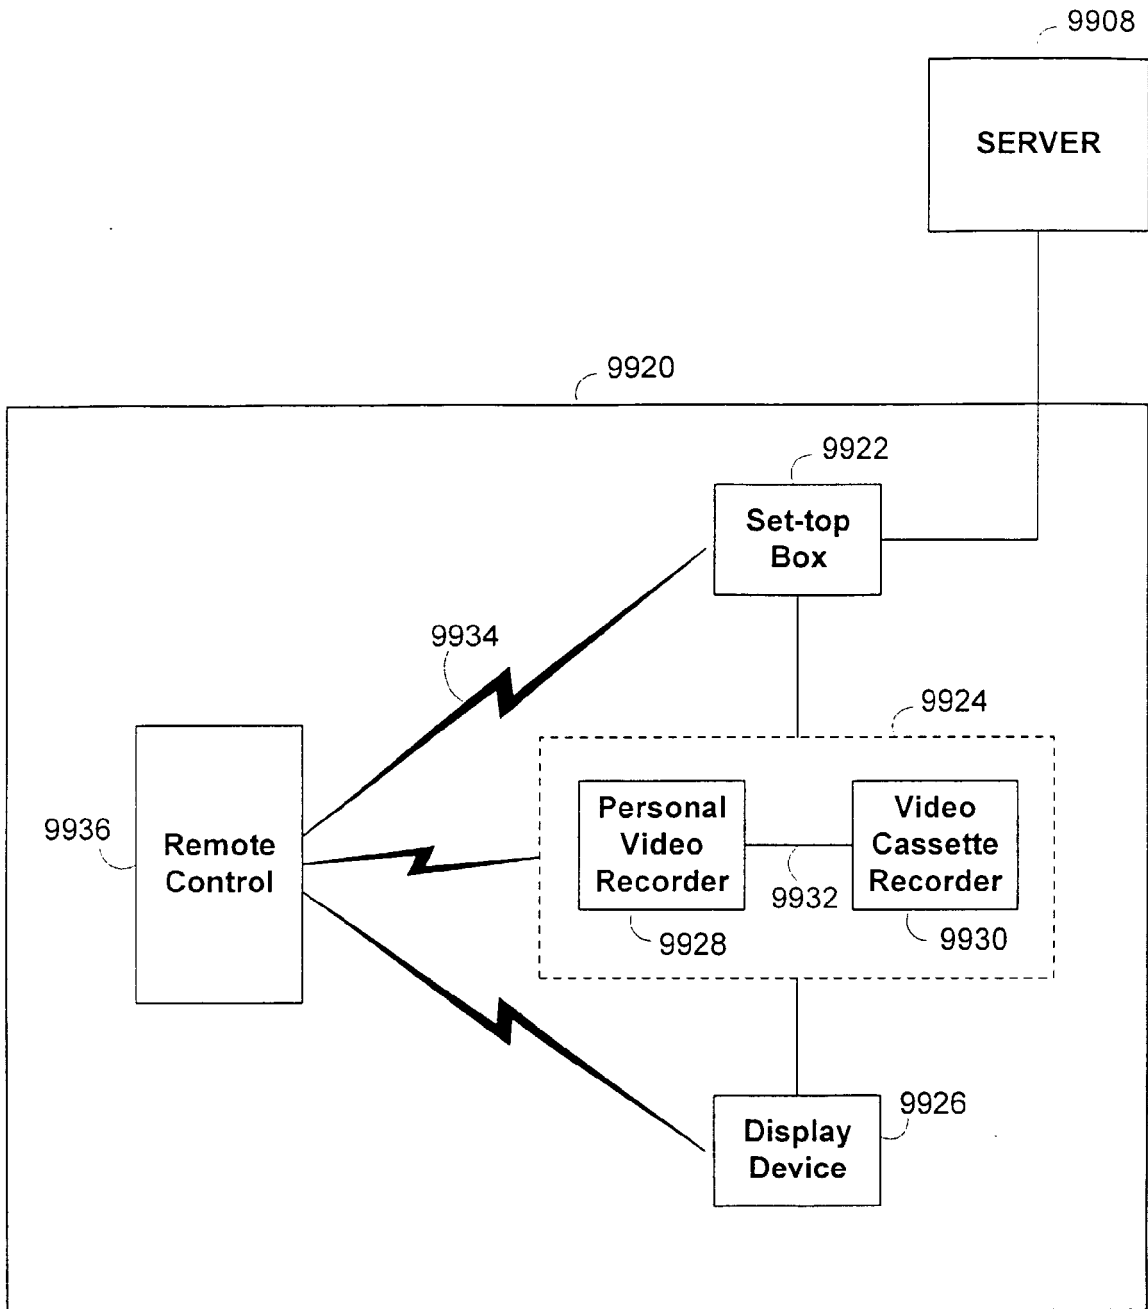 9908
SERVER
9920
9922
Set-top
Box
9934
9924
9936
Remote
Control
Personal
Video
Recorder
Video
Cassette
Recorder
9932
9928
9930
9926
Display
Device